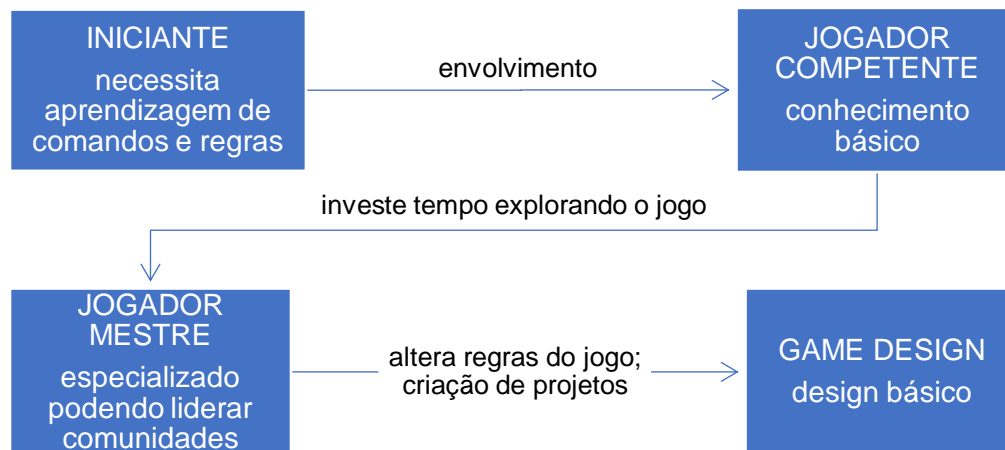 INICIANTE
necessita
aprendizagem de
comandos e regras
envolvimento
JOGADOR
COMPETENTE
conhecimento
básico
investe tempo explorando o jogo
JOGADOR
MESTRE
especializado
podendo liderar
comunidades
altera regras do jogo;
criação de projetos
GAME DESIGN
design básico